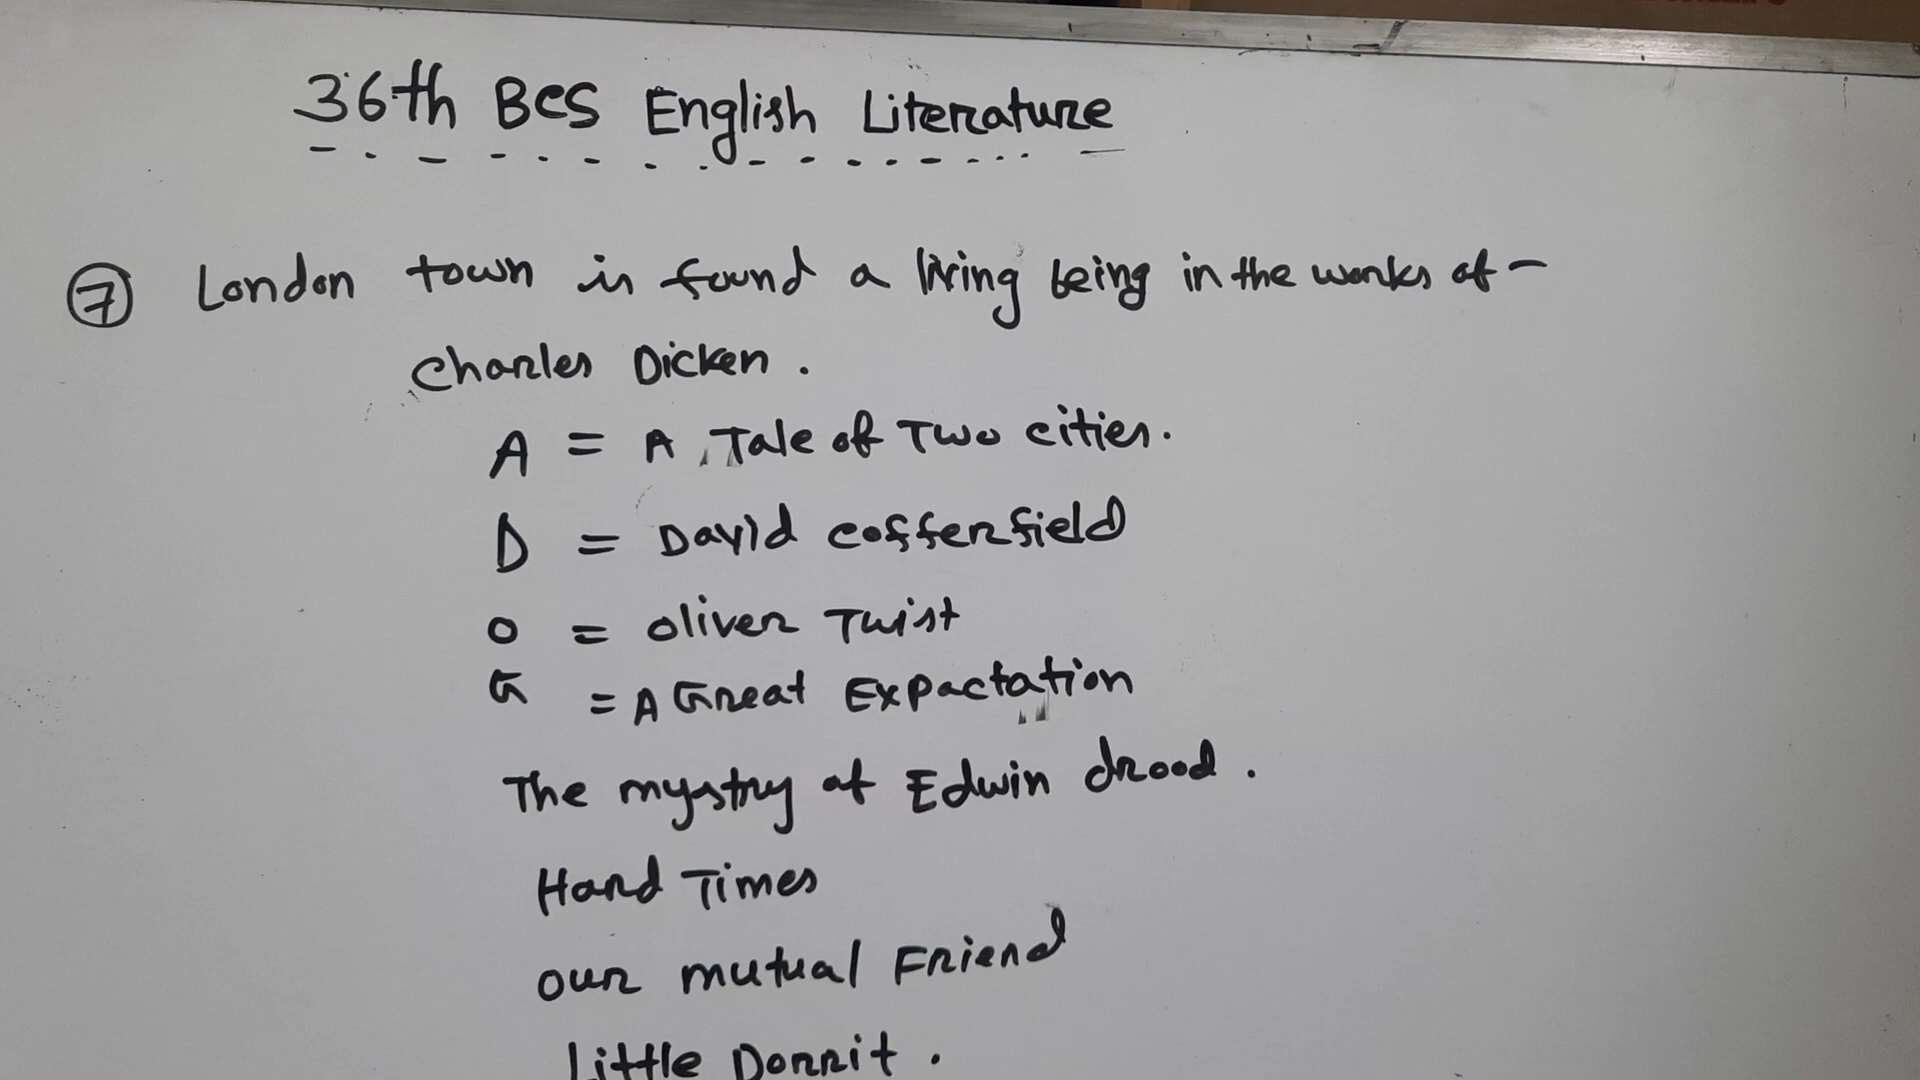 36th BCS English Literature
7 London town is found a living being in the works of -
Charles Dicken.
A = A Tale of Two cities.
D = David cofferfield
O = Oliver Twist
G = A Great Expactation
The mystry of Edwin drood.
Hard Times
our mutual Friend
Little Dorrit.